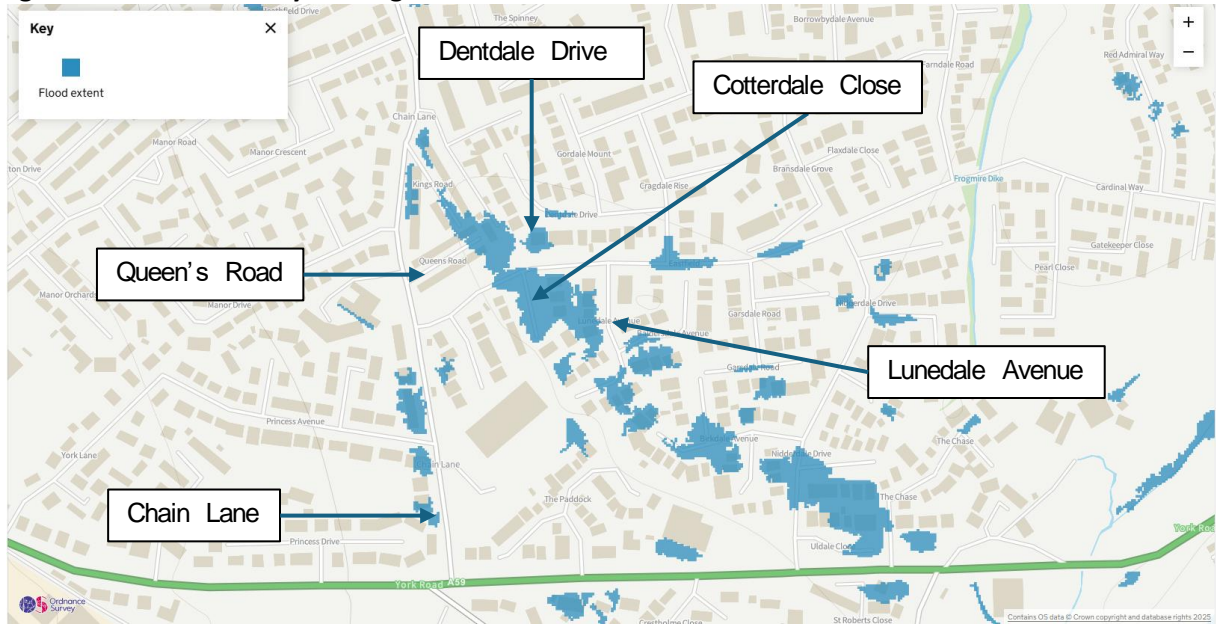 Key
×
Flood extent
Dentdale Drive
Cotterdale Close
Queen's Road
Lunedale Avenue
Chain Lane
The Spinney
Borrowbydale Avenue
Farndale Road
Red Admiral Way
+
−
Chain Lane
Manor Road
Manor Crescent
Gordale Mount
Flaxdale Close
Bransdale Grove
Kings Road
Cragdale Rise
Frogmire Dike
Cardinal Way
Queens Road
Gatekeeper Close
Pearl Close
Manor Orchards
Manor Drive
Garsdale Road
Princess Avenue
York Lane
Chain Lane
The Chase
The Paddock
The Chase
Princess Drive
Uldale Close
York Road A59
Crestholme Close
St Roberts Close
Ordnance
Survey
Contains OS data © Crown copyright and database rights 2025